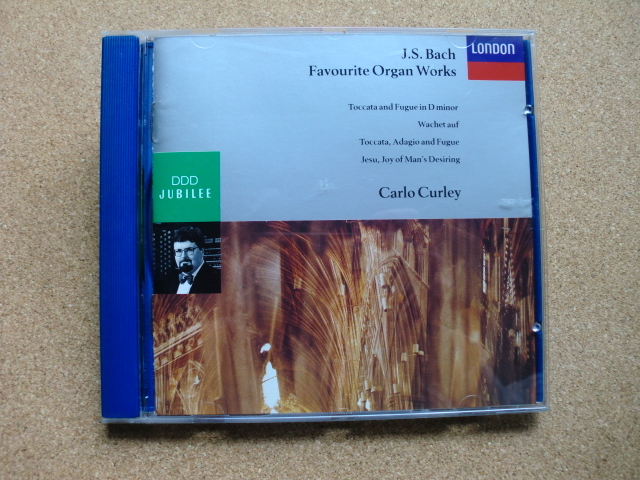 J.S. Bach
Favourite Organ Works
LONDON
Toccata and Fugue in D minor
Wachet auf
Toccata, Adagio and Fugue
Jesu, Joy of Man's Desiring
Carlo Curley
DDD
JUBILEE